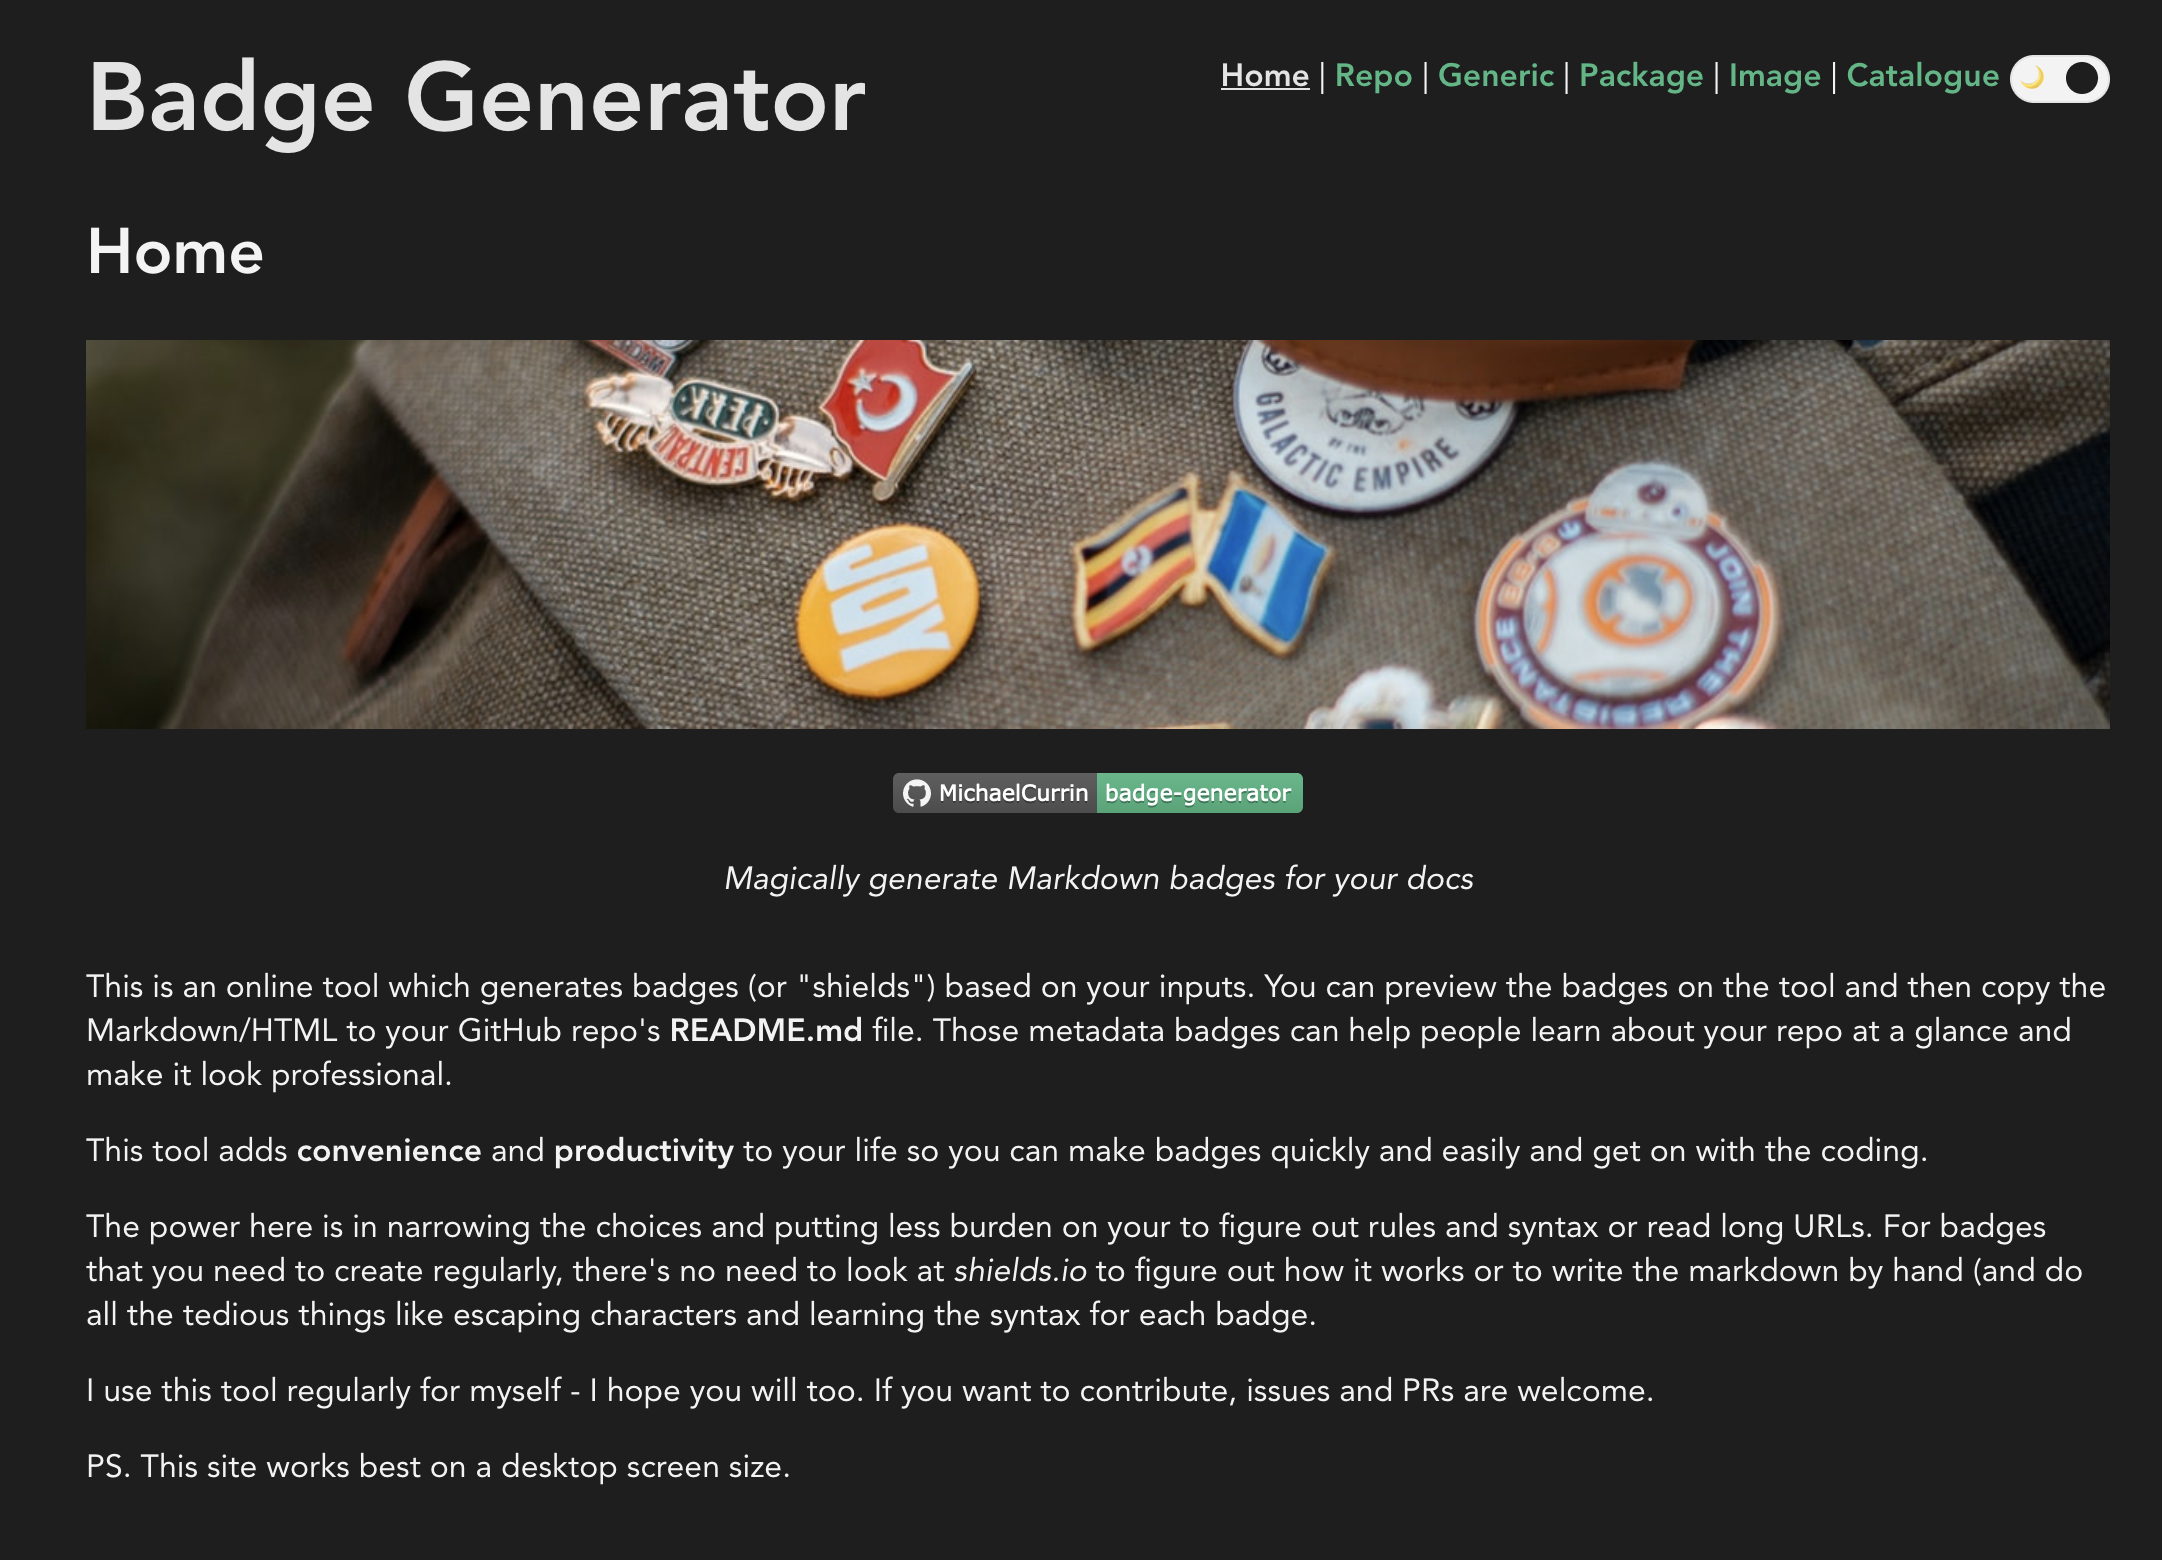 Badge Generator
Home | Repo | Generic | Package | Image | Catalogue
Home
CENTRAL
PERK
GALACTIC EMPIRE
BY THE
JOY
BB-8
JOIN THE RESISTANCE
MichaelCurrin badge-generator
Magically generate Markdown badges for your docs
This is an online tool which generates badges (or "shields") based on your inputs. You can preview the badges on the tool and then copy the
Markdown/HTML to your GitHub repo's README.md file. Those metadata badges can help people learn about your repo at a glance and
make it look professional.
This tool adds convenience and productivity to your life so you can make badges quickly and easily and get on with the coding.
The power here is in narrowing the choices and putting less burden on your to figure out rules and syntax or read long URLs. For badges
that you need to create regularly, there's no need to look at shields.io to figure out how it works or to write the markdown by hand (and do
all the tedious things like escaping characters and learning the syntax for each badge.
I use this tool regularly for myself - I hope you will too. If you want to contribute, issues and PRs are welcome.
PS. This site works best on a desktop screen size.